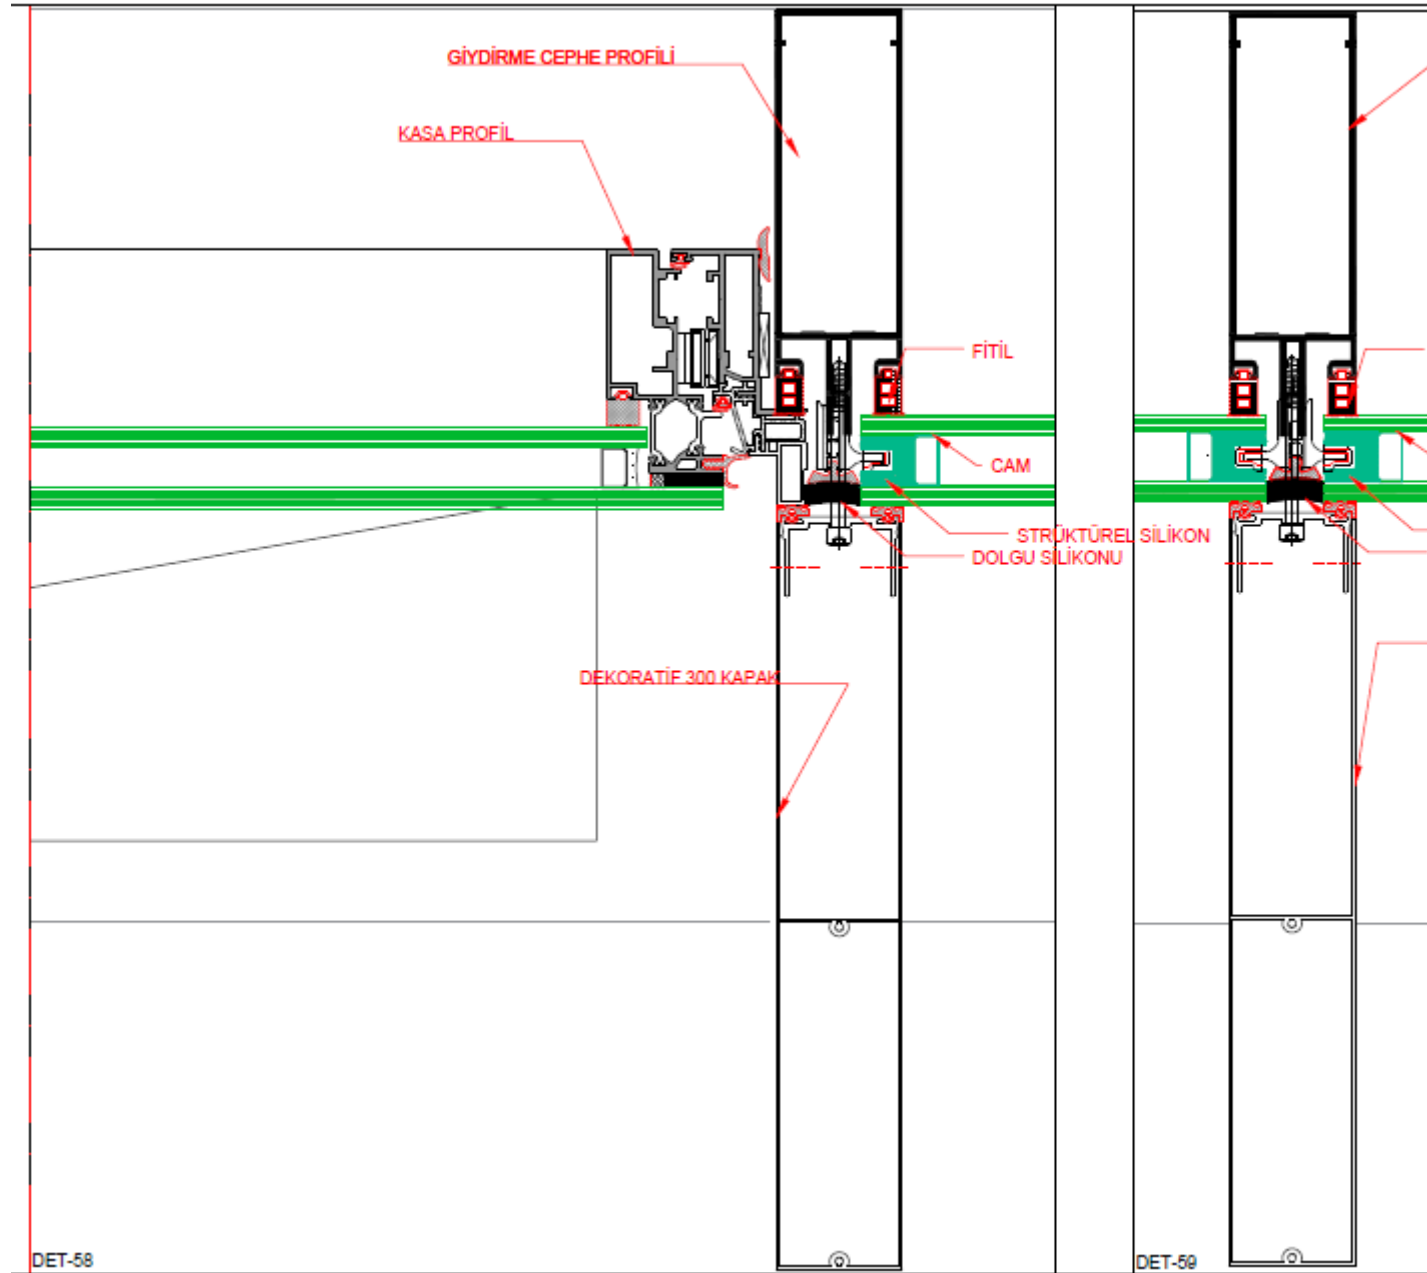 GİYDİRME CEPHE PROFİLİ
KASA PROFİL
FİTİL
CAM
STRÜKTÜREL SİLİKON
DOLGU SİLİKONU
DEKORATİF 300 KAPAK
DET-58
DET-59